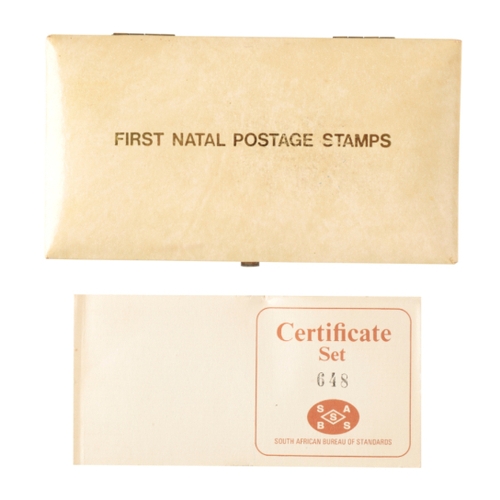 FIRST NATAL POSTAGE STAMPS
Certificate
Set
648
S A
S
B S
SOUTH AFRICAN BUREAU OF STANDARDS